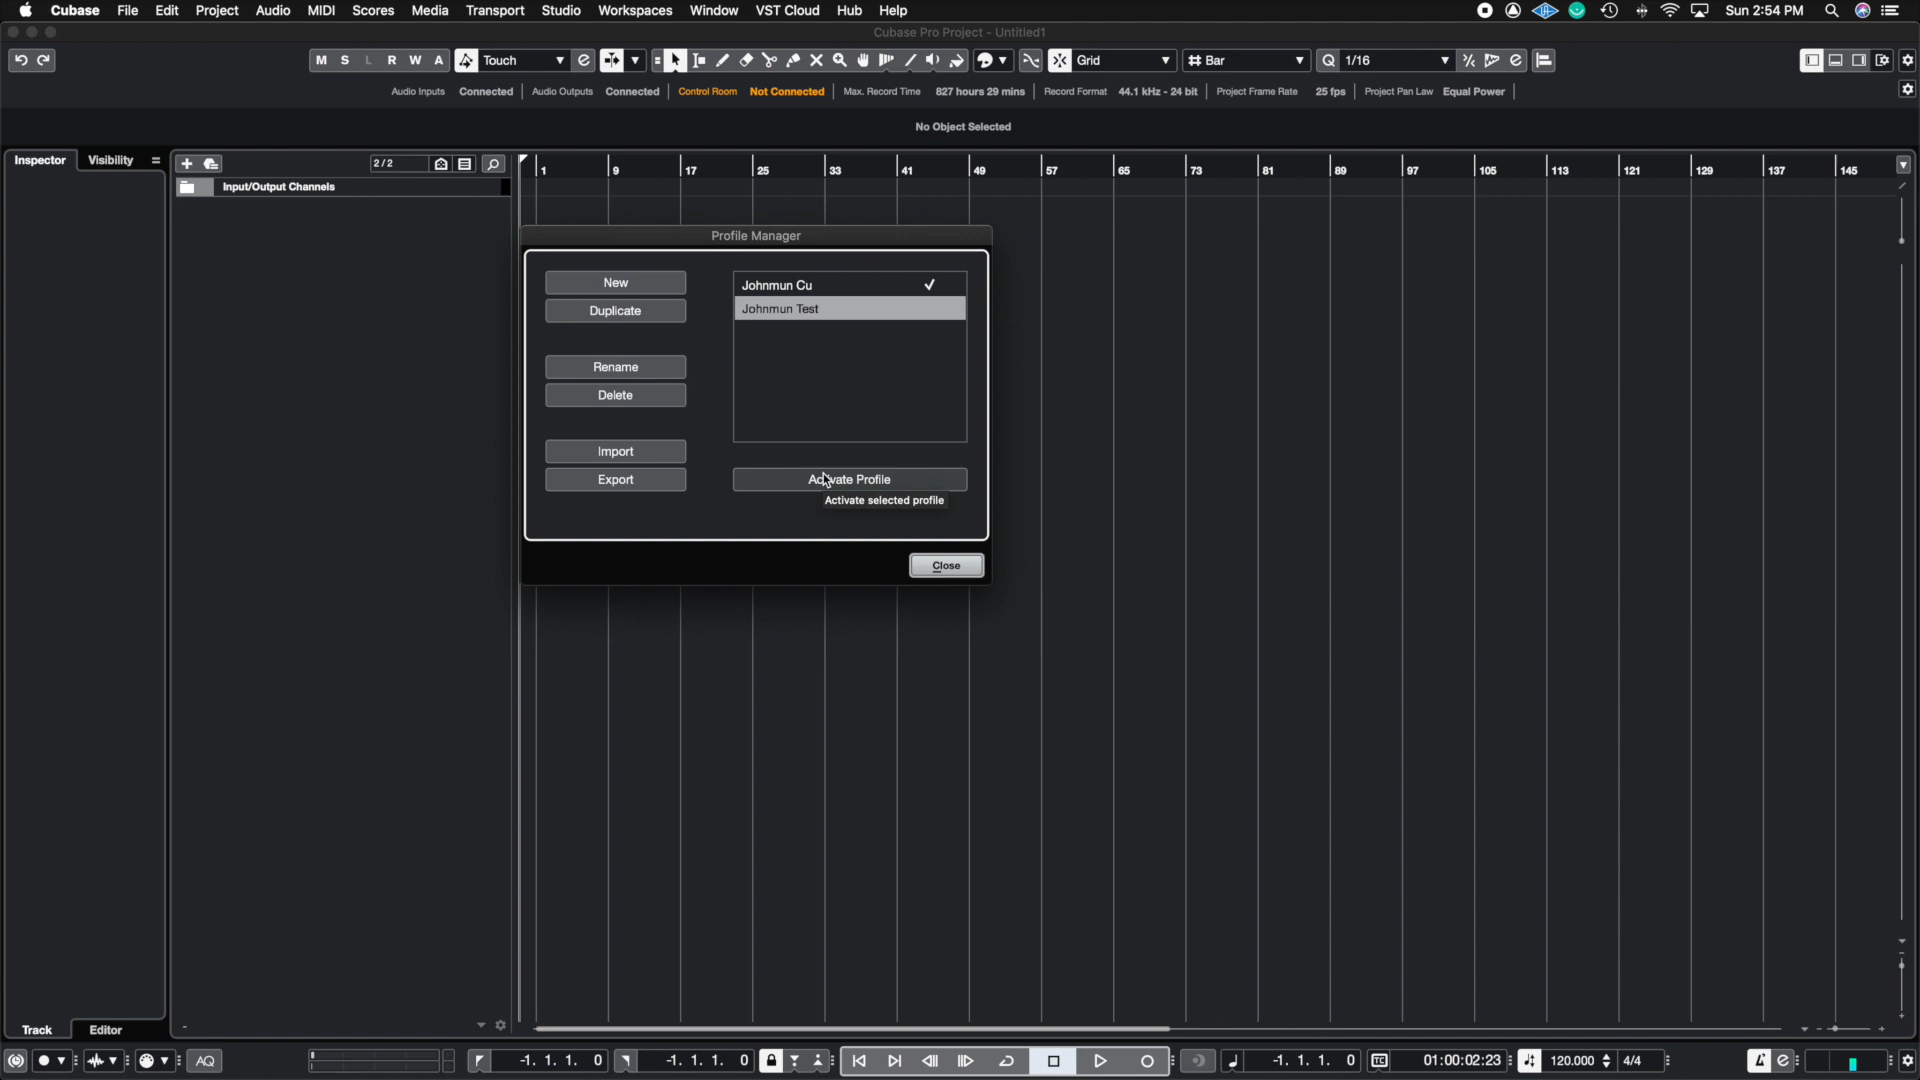 Cubase File Edit Project Audio MIDI Scores Media Transport Studio Workspaces Window VST Cloud Hub Help Sun 2:54 PM
Cubase Pro Project - Untitled1
M S L R W A Touch Grid Bar Q 1/16
Audio Inputs Connected Audio Outputs Connected Control Room Not Connected Max. Record Time 827 hours 29 mins Record Format 44.1 kHz - 24 bit Project Frame Rate 25 fps Project Pan Law Equal Power
No Object Selected
Inspector Visibility 2/2
1 9 17 25 33 41 49 57 65 73 81 89 97 105 113 121 129 137 145
Input/Output Channels
Profile Manager
New
Duplicate
Rename
Delete
Import
Export
Johnmun Cu
Johnmun Test
Activate Profile
Activate selected profile
Close
Track Editor
AQ -1. 1. 1. 0 -1. 1. 1. 0 -1. 1. 1. 0 TC 01:00:02:23 120.000 4/4